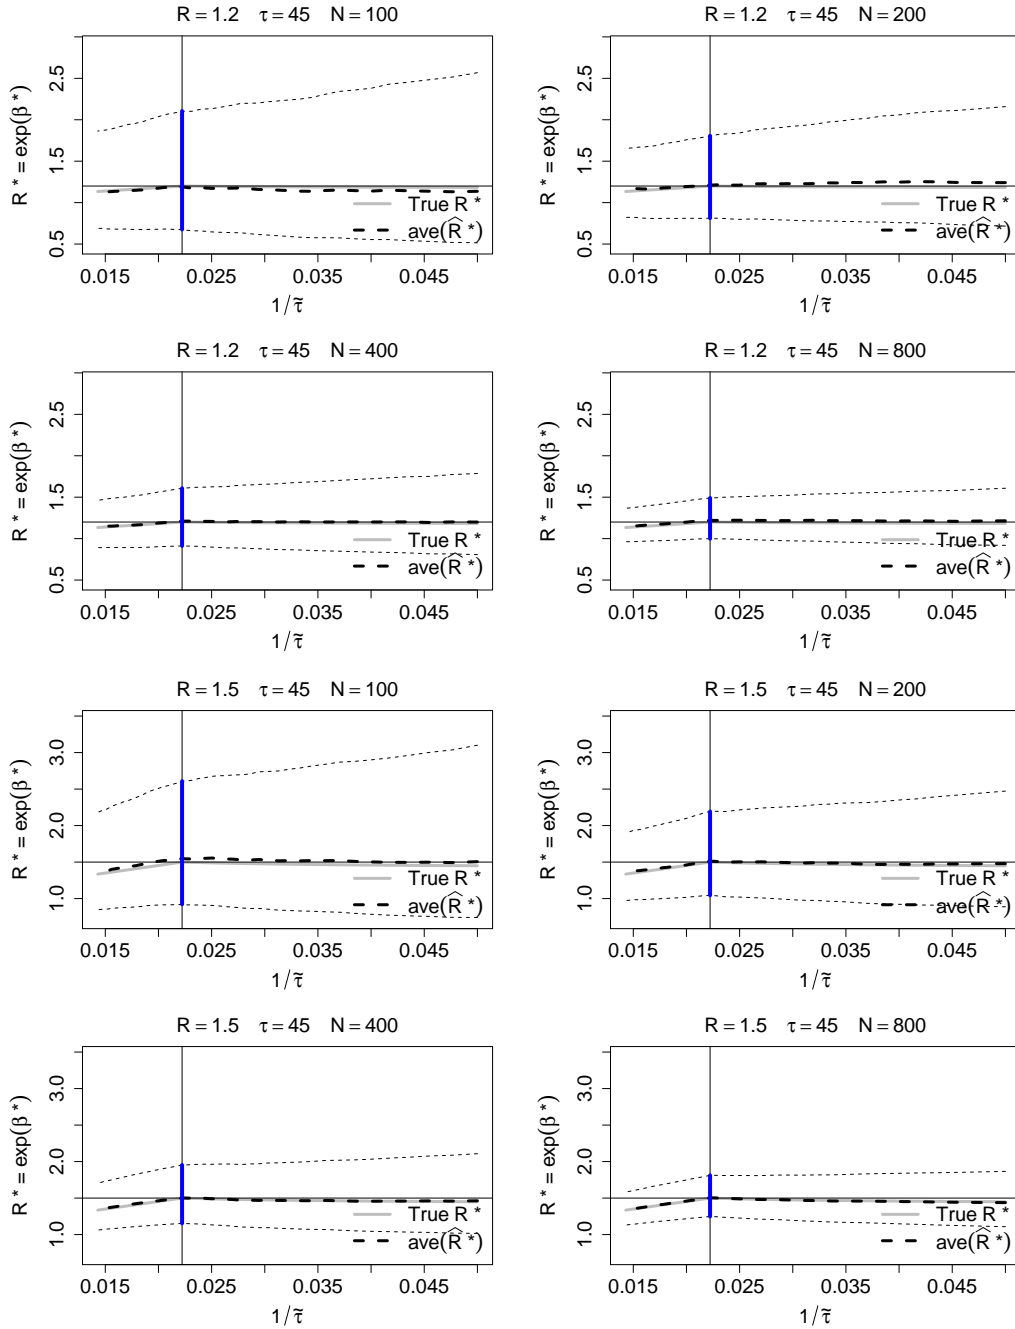 R = 1.2 τ = 45 N = 100
R * = exp(β *)
2.5
1.5
0.5
True R *
ave(R̂ *)
0.015 0.025 0.035 0.045
1/τ̃
R = 1.2 τ = 45 N = 200
R * = exp(β *)
2.5
1.5
0.5
True R *
ave(R̂ *)
0.015 0.025 0.035 0.045
1/τ̃
R = 1.2 τ = 45 N = 400
R * = exp(β *)
2.5
1.5
0.5
True R *
ave(R̂ *)
0.015 0.025 0.035 0.045
1/τ̃
R = 1.2 τ = 45 N = 800
R * = exp(β *)
2.5
1.5
0.5
True R *
ave(R̂ *)
0.015 0.025 0.035 0.045
1/τ̃
R = 1.5 τ = 45 N = 100
R * = exp(β *)
3.0
2.0
1.0
True R *
ave(R̂ *)
0.015 0.025 0.035 0.045
1/τ̃
R = 1.5 τ = 45 N = 200
R * = exp(β *)
3.0
2.0
1.0
True R *
ave(R̂ *)
0.015 0.025 0.035 0.045
1/τ̃
R = 1.5 τ = 45 N = 400
R * = exp(β *)
3.0
2.0
1.0
True R *
ave(R̂ *)
0.015 0.025 0.035 0.045
1/τ̃
R = 1.5 τ = 45 N = 800
R * = exp(β *)
3.0
2.0
1.0
True R *
ave(R̂ *)
0.015 0.025 0.035 0.045
1/τ̃